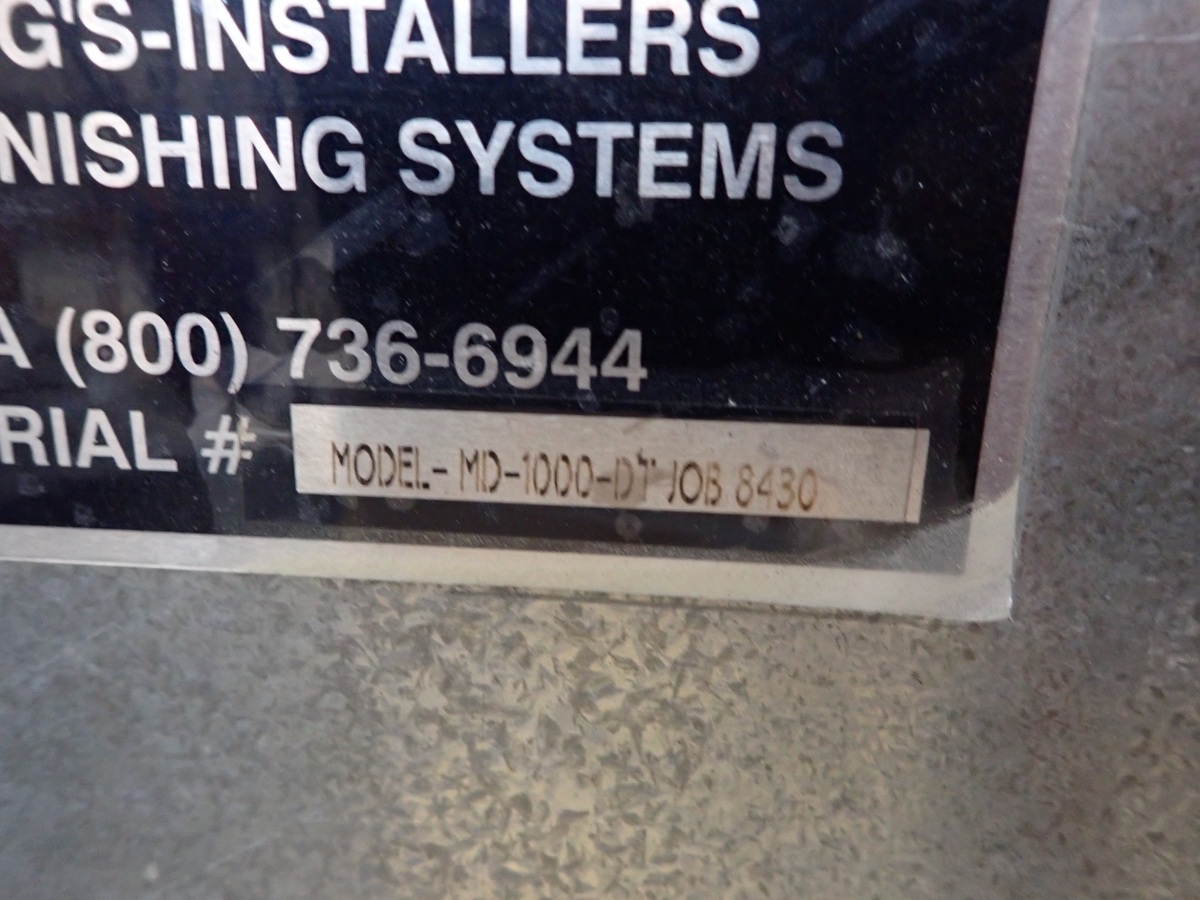 G'S-INSTALLERS
NISHING SYSTEMS
A (800) 736-6944
RIAL # MODEL- MD-1000-DT JOB 8430